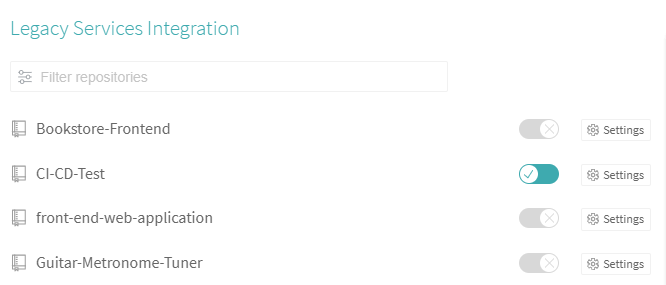 Legacy Services Integration
Filter repositories
Bookstore-Frontend Settings
CI-CD-Test Settings
front-end-web-application Settings
Guitar-Metronome-Tuner Settings